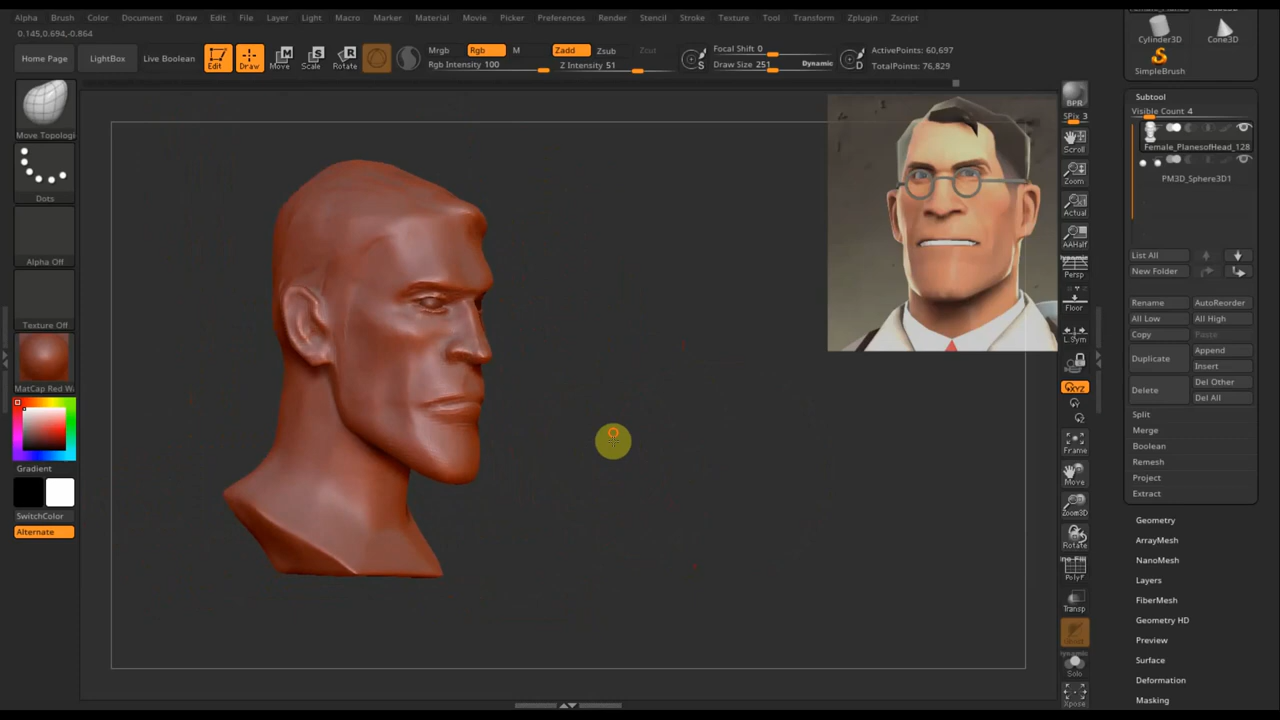 Alpha Brush Color Document Draw Edit File Layer Light Macro Marker Material Movie Picker Preferences Render Stencil Stroke Texture Tool Transform Zplugin Zscript
0.145,0.694,-0.864
Home Page
LightBox
Live Boolean
Edit
Draw
Move
Scale
Rotate
Mrgb
Rgb
M
Rgb Intensity 100
Zadd
Zsub
Zcut
Z Intensity 51
S
Focal Shift 0
Draw Size 251
Dynamic
D
ActivePoints: 60,697
TotalPoints: 76,829
Move Topologi
Dots
Alpha Off
Texture Off
MatCap Red W
Gradient
SwitchColor
Alternate
BPR
SPix 3
Scroll
Zoom
Actual
AAHalf
Dynamic
Persp
Floor
L.Sym
XYZ
Frame
Move
Zoom3D
Rotate
PolyF
Transp
Dynamic
Solo
Xpose
Cylinder3D
Cone3D
SimpleBrush
Subtool
Visible Count 4
Female_PlanesofHead_128
PM3D_Sphere3D1
List All
New Folder
Rename
AutoReorder
All Low
All High
Copy
Paste
Duplicate
Append
Insert
Delete
Del Other
Del All
Split
Merge
Boolean
Remesh
Project
Extract
Geometry
ArrayMesh
NanoMesh
Layers
FiberMesh
Geometry HD
Preview
Surface
Deformation
Masking